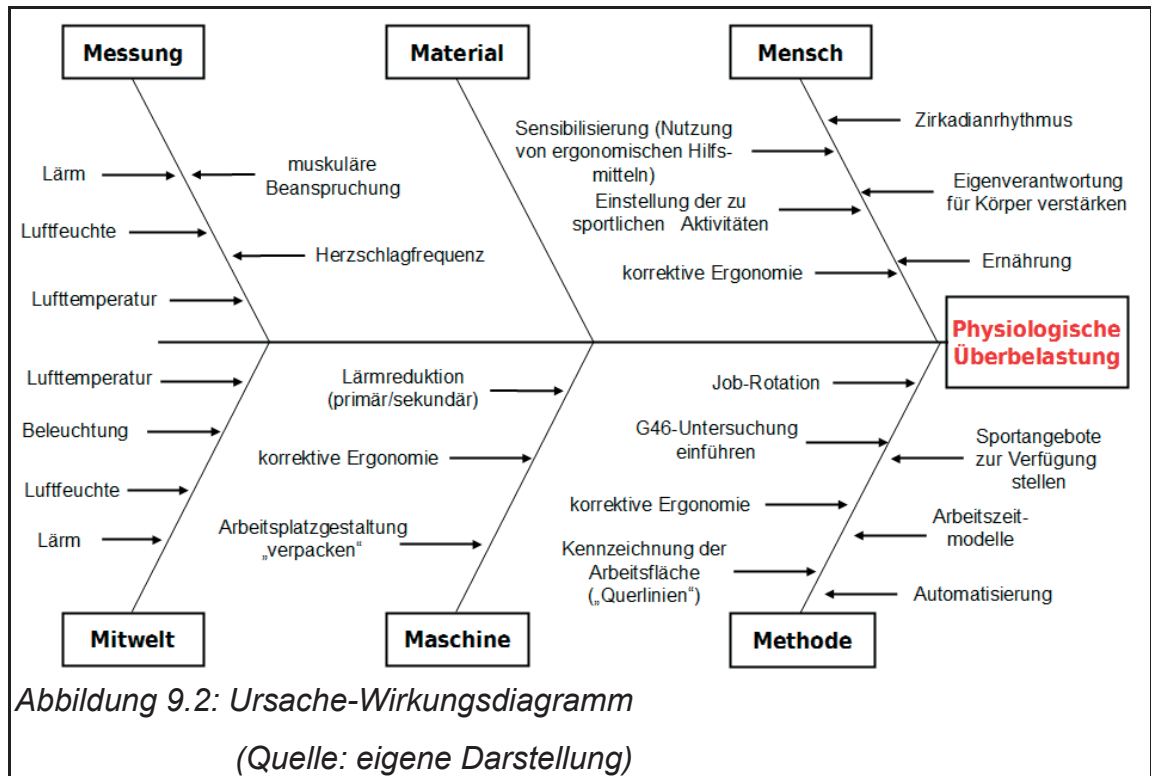 Messung
Material
Mensch
Zirkadianrhythmus
Sensibilisierung (Nutzung
von ergonomischen Hilfs-
mitteln)
muskuläre
Beanspruchung
Lärm
Eigenverantwortung
für Körper verstärken
Einstellung der zu
sportlichen Aktivitäten
Luftfeuchte
Herzschlagfrequenz
korrektive Ergonomie
Ernährung
Lufttemperatur
Physiologische
Überbelastung
Lufttemperatur
Lärmreduktion
(primär/sekundär)
Job-Rotation
Beleuchtung
G46-Untersuchung
einführen
Sportangebote
zur Verfügung
stellen
korrektive Ergonomie
Luftfeuchte
korrektive Ergonomie
Arbeitsplatzgestaltung
„verpacken“
Arbeitszeit-
modelle
Lärm
Kennzeichnung der
Arbeitsfläche
(„Querlinien“)
Automatisierung
Mitwelt
Maschine
Methode
Abbildung 9.2: Ursache-Wirkungsdiagramm
(Quelle: eigene Darstellung)